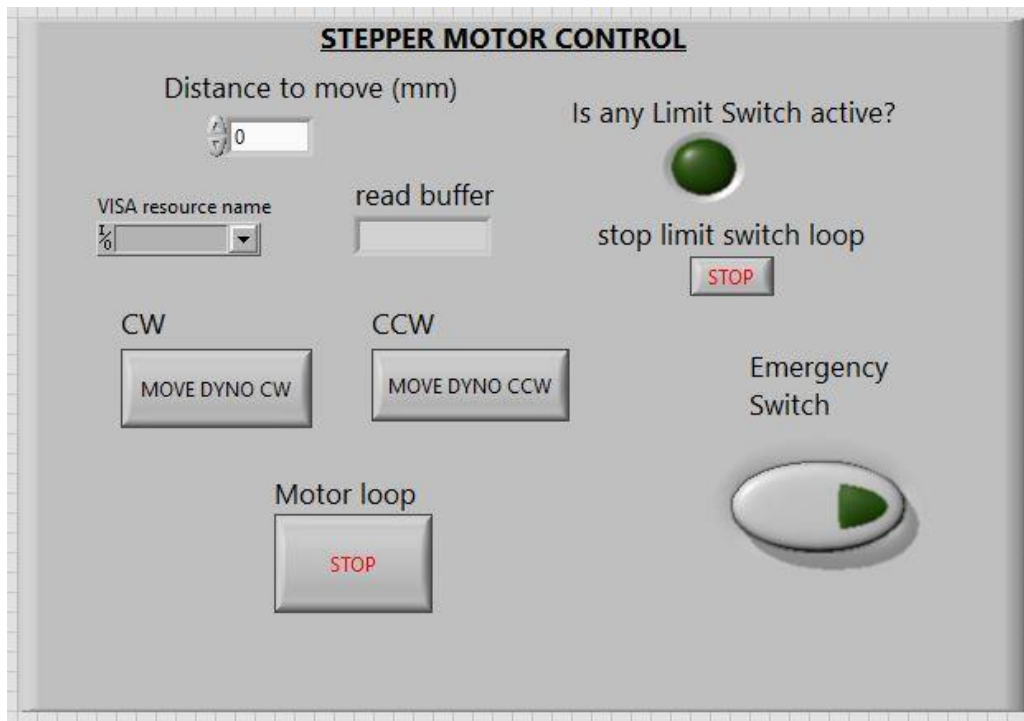 STEPPER MOTOR CONTROL
Distance to move (mm)
0
Is any Limit Switch active?
VISA resource name
I/O
read buffer
stop limit switch loop
STOP
CW
MOVE DYNO CW
CCW
MOVE DYNO CCW
Emergency
Switch
Motor loop
STOP